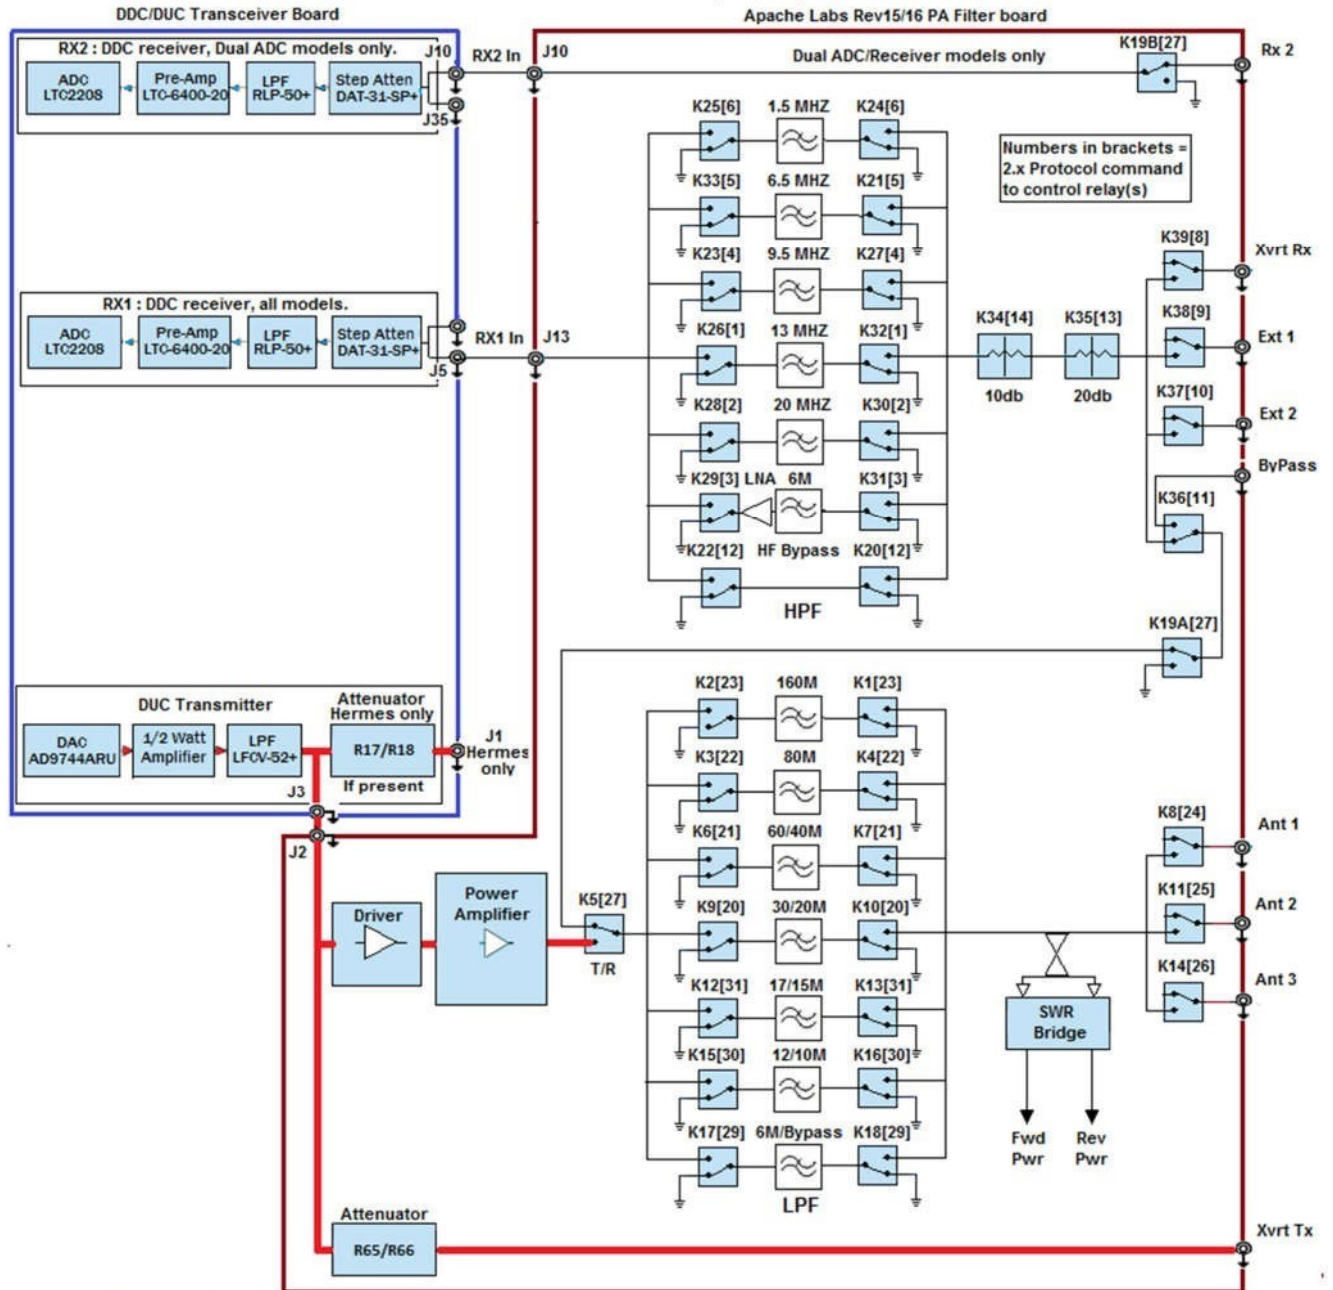 DDC/DUC Transceiver Board
Apache Labs Rev15/16 PA Filter board
RX2 : DDC receiver, Dual ADC models only.
ADC
LTC2208
Pre-Amp
LTC-6400-20
LPF
RLP-50+
Step Atten
DAT-31-SP+
J10
J35
RX2 In
J10
Dual ADC/Receiver models only
K19B[27]
Rx 2
K25[6]
1.5 MHZ
K24[6]
Numbers in brackets =
2.x Protocol command
to control relay(s)
K33[5]
6.5 MHZ
K21[5]
K23[4]
9.5 MHZ
K27[4]
K39[8]
Xvrt Rx
RX1 : DDC receiver, all models.
ADC
LTC2208
Pre-Amp
LTC-6400-20
LPF
RLP-50+
Step Atten
DAT-31-SP+
J5
RX1 In
J13
K26[1]
13 MHZ
K32[1]
K34[14]
10db
K35[13]
20db
K38[9]
Ext 1
K28[2]
20 MHZ
K30[2]
K37[10]
Ext 2
K29[3]
LNA
6M
K31[3]
ByPass
K36[11]
K22[12]
HF Bypass
K20[12]
HPF
K19A[27]
DUC Transmitter
DAC
AD9744ARU
1/2 Watt
Amplifier
LPF
LFCV-52+
Attenuator
Hermes only
R17/R18
If present
J1
Hermes
only
J3
J2
K2[23]
160M
K1[23]
K3[22]
80M
K4[22]
K6[21]
60/40M
K7[21]
K8[24]
Ant 1
Driver
Power
Amplifier
K5[27]
T/R
K9[20]
30/20M
K10[20]
K11[25]
Ant 2
K12[31]
17/15M
K13[31]
K14[26]
Ant 3
SWR
Bridge
K15[30]
12/10M
K16[30]
Fwd
Pwr
Rev
Pwr
K17[29]
6M/Bypass
K18[29]
LPF
Attenuator
R65/R66
Xvrt Tx